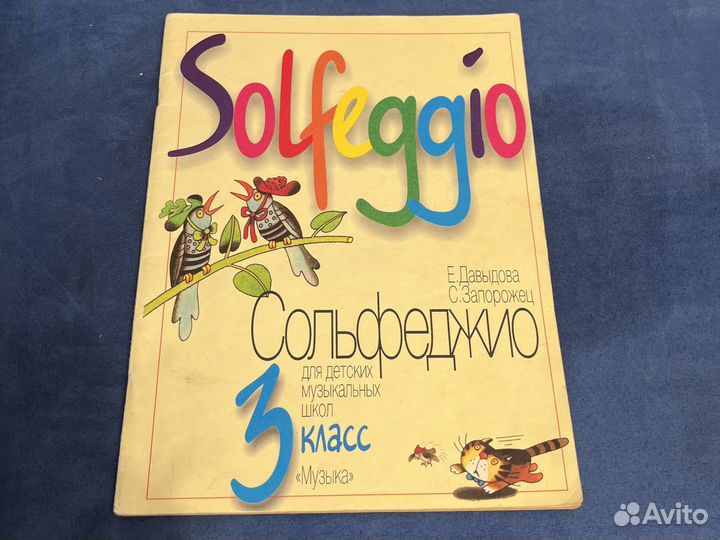 Solfeggio
Е.Давыдова
С.Запорожец
Сольфеджио
для детских
музыкальных
школ
3 класс
«Музыка»
Avito